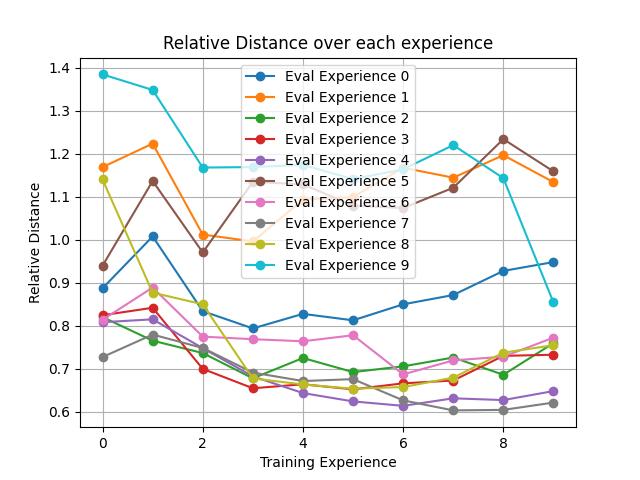 Relative Distance over each experience
1.4
1.3
1.2
1.1
1.0
0.9
0.8
0.7
0.6
Relative Distance
Eval Experience 0
Eval Experience 1
Eval Experience 2
Eval Experience 3
Eval Experience 4
Eval Experience 5
Eval Experience 6
Eval Experience 7
Eval Experience 8
Eval Experience 9
0 2 4 6 8
Training Experience